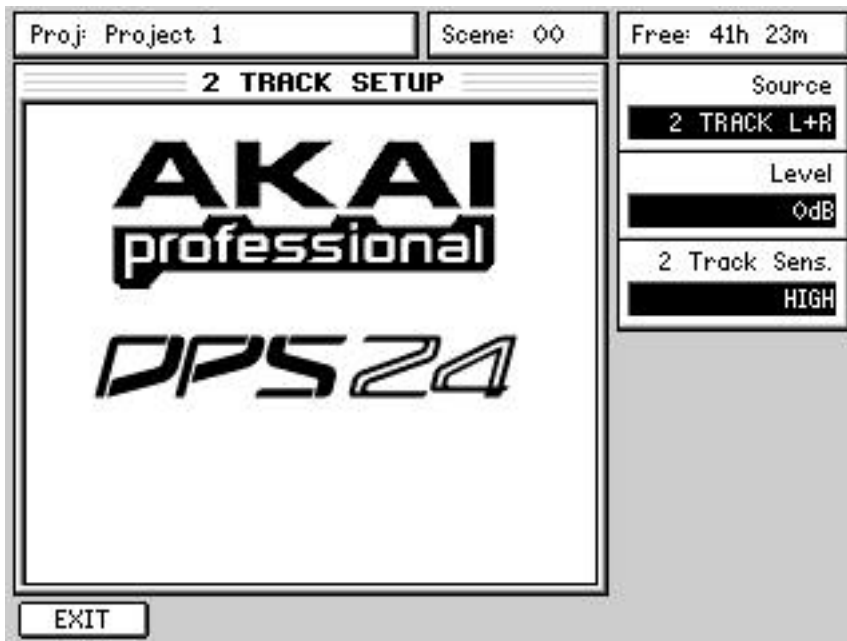 Proj: Project 1
Scene: 00
Free: 41h 23m
2 TRACK SETUP
AKAI
professional
DPS24
Source
2 TRACK L+R
Level
0dB
2 Track Sens.
HIGH
EXIT